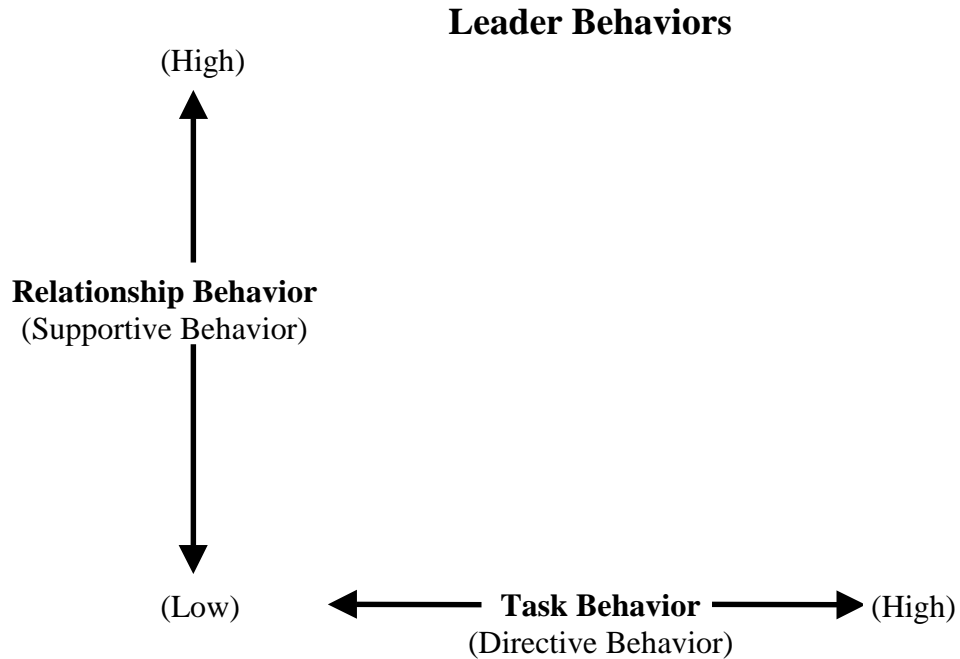 Leader Behaviors
(High)
Relationship Behavior
(Supportive Behavior)
(Low)
Task Behavior
(High)
(Directive Behavior)